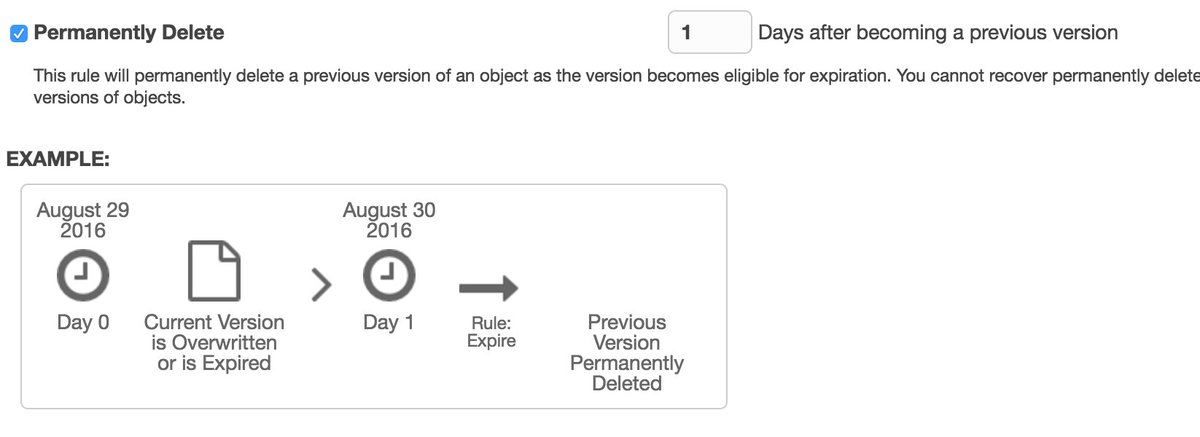 Permanently Delete 1 Days after becoming a previous version
This rule will permanently delete a previous version of an object as the version becomes eligible for expiration. You cannot recover permanently delete
versions of objects.
EXAMPLE:
August 29
2016
August 30
2016
Day 0
Current Version
is Overwritten
or is Expired
Day 1
Rule:
Expire
Previous
Version
Permanently
Deleted